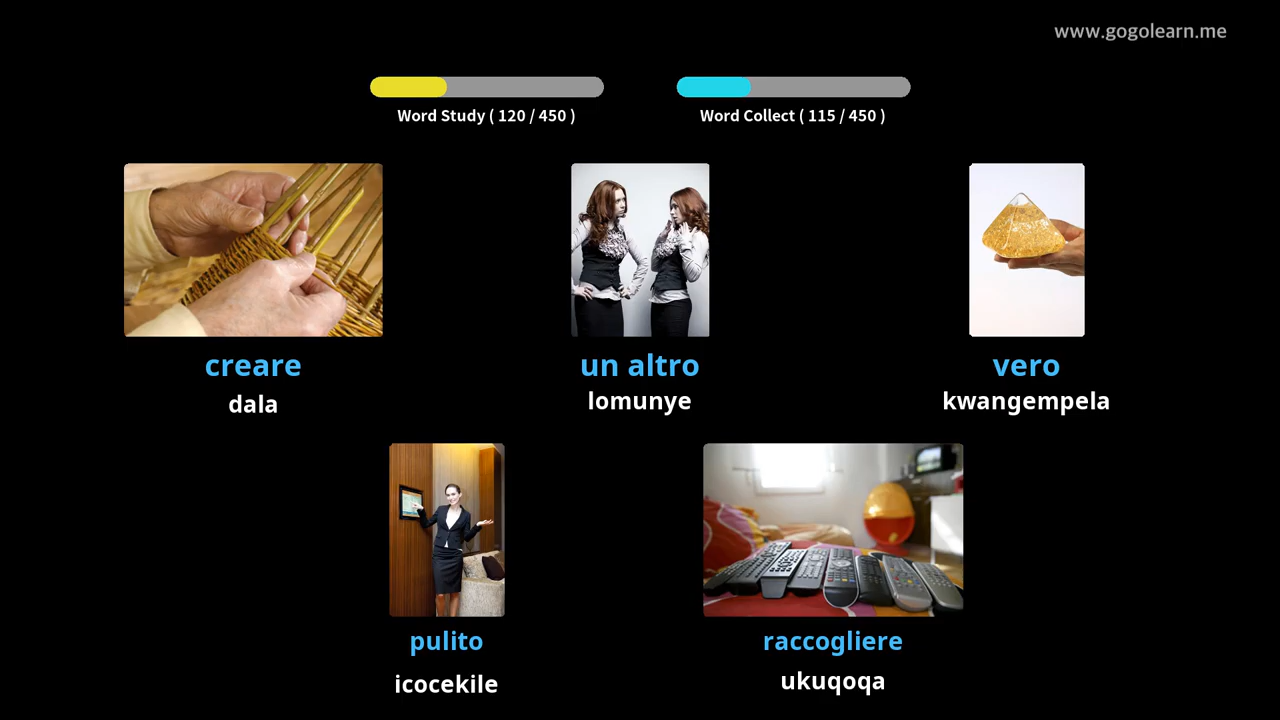 www.gogolearn.me
Word Study ( 120 / 450 )
Word Collect ( 115 / 450 )
creare
dala
un altro
lomunye
vero
kwangempela
pulito
icocekile
raccogliere
ukuqoqa